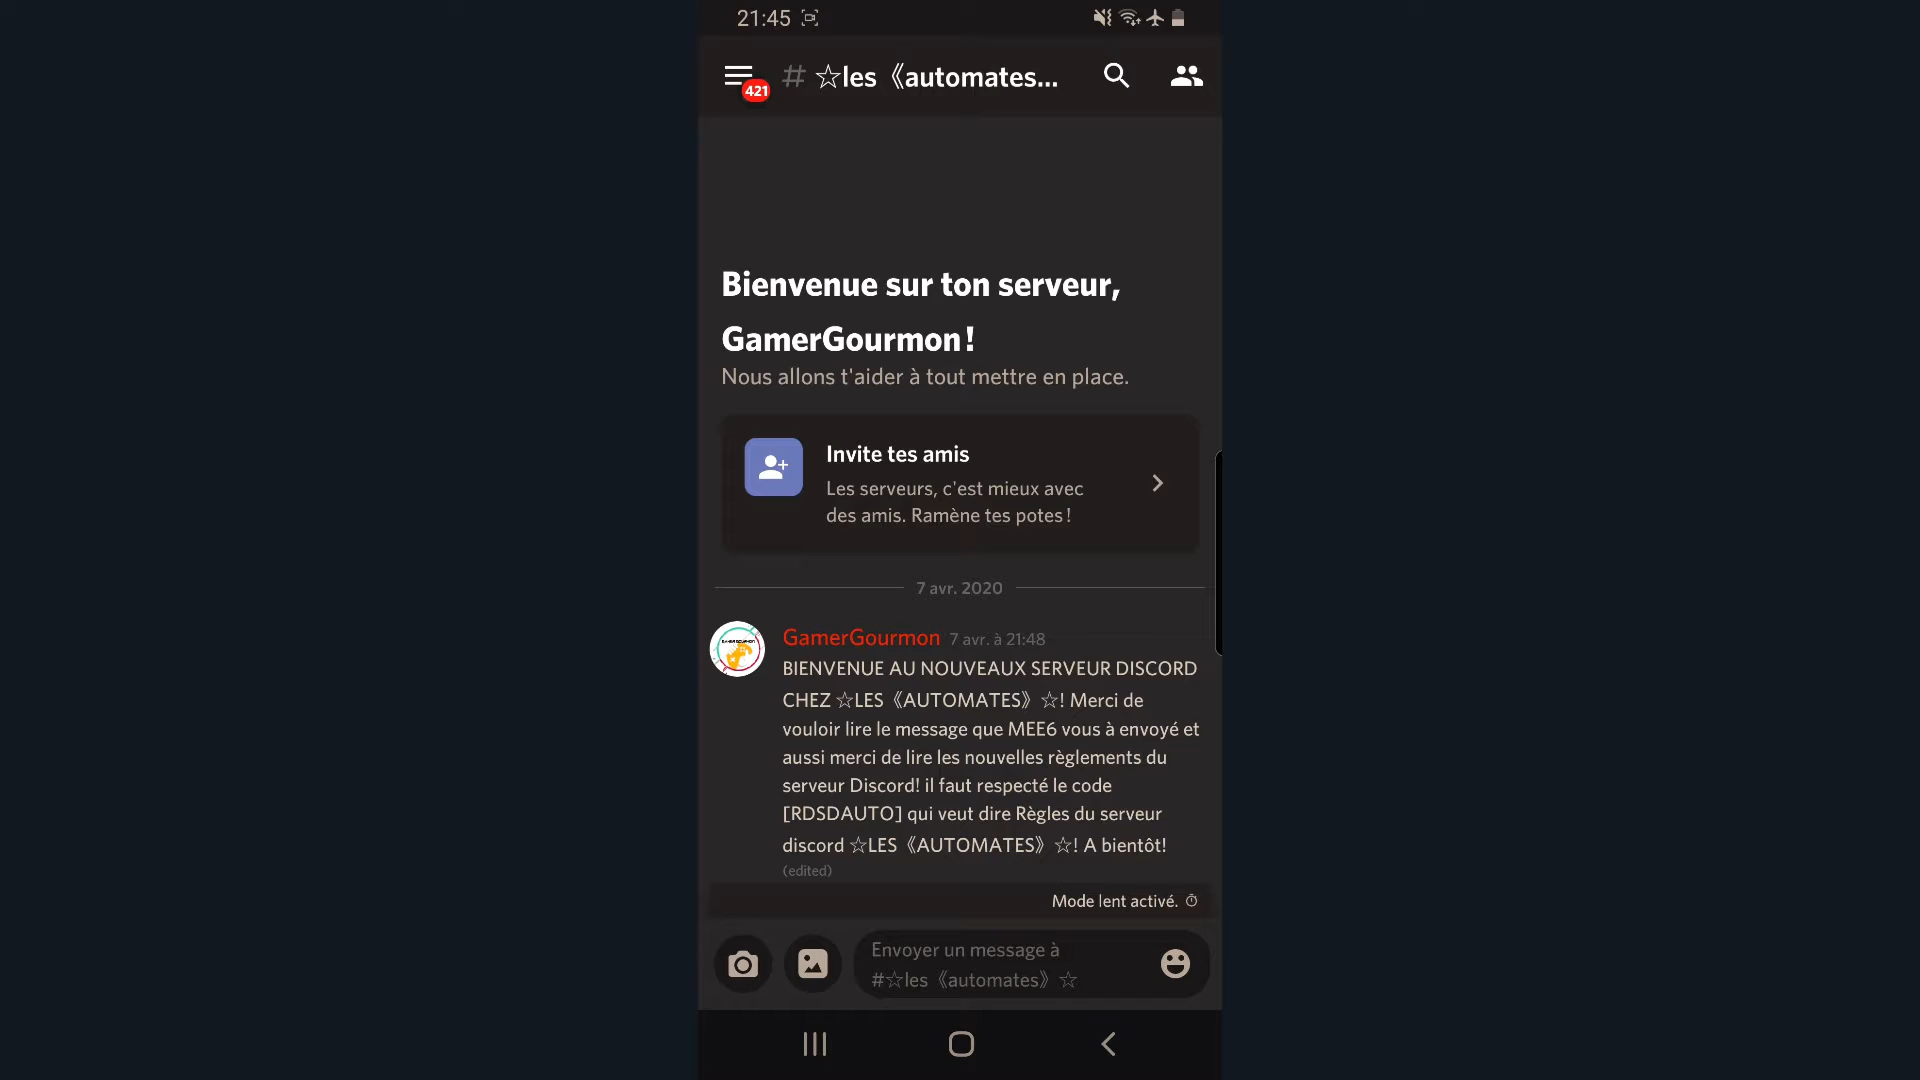 21:45
421
# ☆les《automates...
Bienvenue sur ton serveur,
GamerGourmon !
Nous allons t'aider à tout mettre en place.
Invite tes amis
Les serveurs, c'est mieux avec
des amis. Ramène tes potes !
7 avr. 2020
GamerGourmon 7 avr. à 21:48
BIENVENUE AU NOUVEAUX SERVEUR DISCORD
CHEZ ☆LES《AUTOMATES》☆! Merci de
vouloir lire le message que MEE6 vous à envoyé et
aussi merci de lire les nouvelles règlements du
serveur Discord! il faut respecté le code
[RDSDAUTO] qui veut dire Règles du serveur
discord ☆LES《AUTOMATES》☆! A bientôt!
(edited)
Mode lent activé.
Envoyer un message à
#☆les《automates》☆